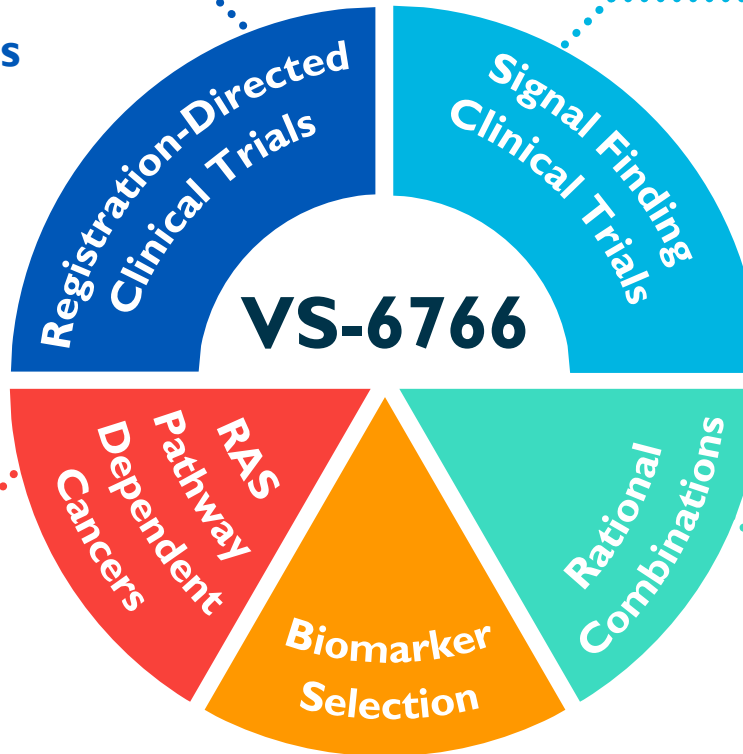 s
Registration-Directed
Clinical Trials
Signal Finding
Clinical Trials
VS-6766
RAS
Pathway
Dependent
Cancers
Biomarker
Selection
Rational
Combinations